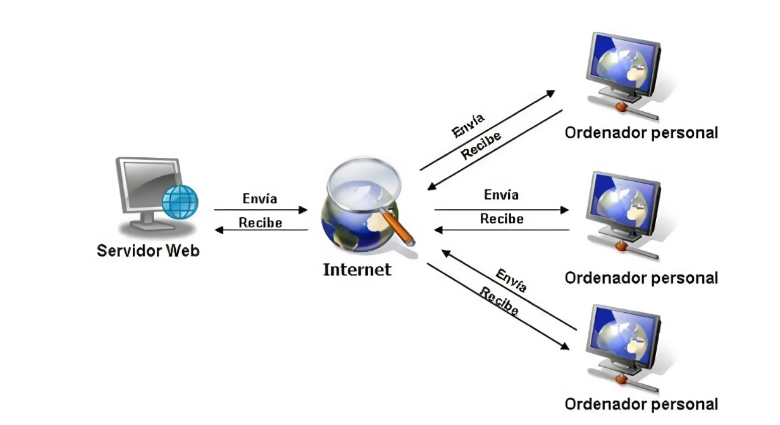 Envía
Recibe
Ordenador personal
Envía
Recibe
Servidor Web
Internet
Envía
Recibe
Ordenador personal
Envía
Recibe
Ordenador personal